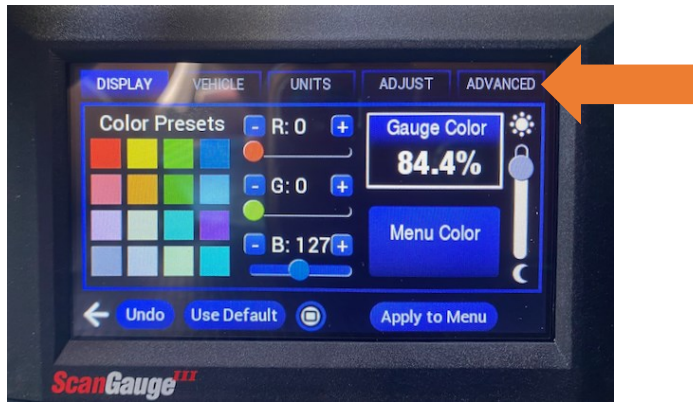 DISPLAY VEHICLE UNITS ADJUST ADVANCED
Color Presets
- R: 0 +
- G: 0 +
- B: 127 +
Gauge Color
84.4%
Menu Color
Undo Use Default Apply to Menu
ScanGauge III